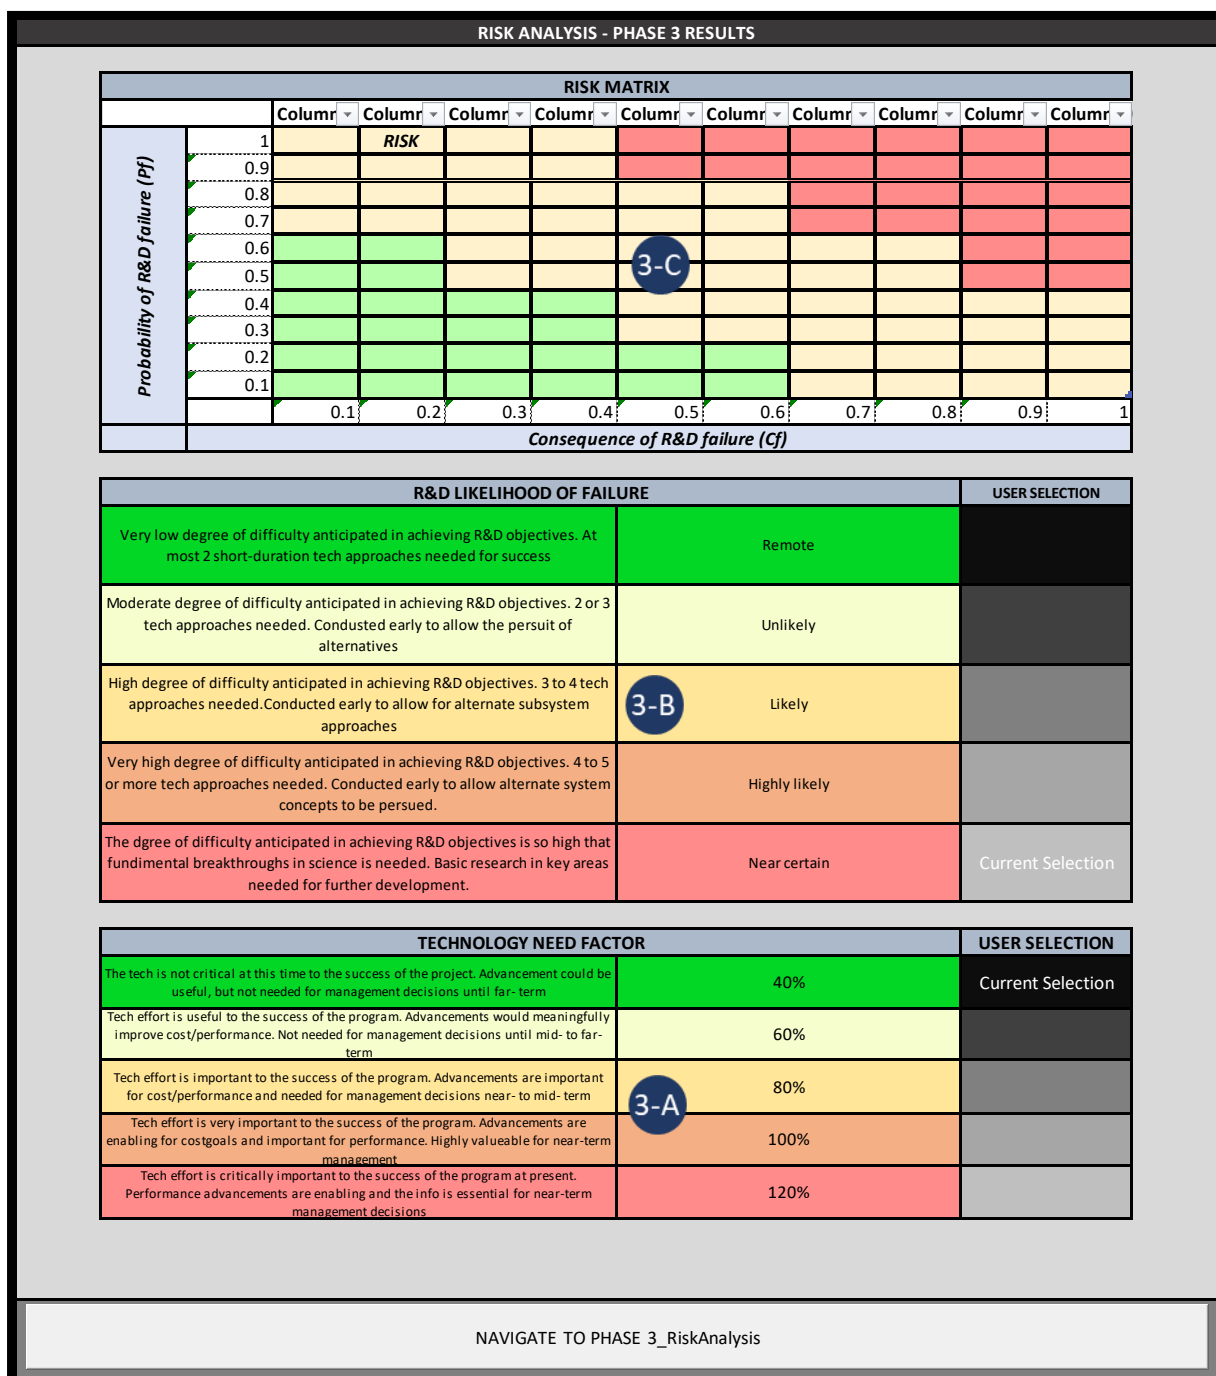 RISK ANALYSIS - PHASE 3 RESULTS
RISK MATRIX
Columr Columr Columr Columr Columr Columr Columr Columr Columr Columr
Probability of R&D failure (Pf)
1 RISK
0.9
0.8
0.7
0.6
3-C
0.5
0.4
0.3
0.2
0.1
0.1 0.2 0.3 0.4 0.5 0.6 0.7 0.8 0.9 1
Consequence of R&D failure (Cf)
R&D LIKELIHOOD OF FAILURE USER SELECTION
Very low degree of difficulty anticipated in achieving R&D objectives. At
most 2 short-duration tech approaches needed for success
Remote
Moderate degree of difficulty anticipated in achieving R&D objectives. 2 or 3
tech approaches needed. Condusted early to allow the persuit of
alternatives
Unlikely
High degree of difficulty anticipated in achieving R&D objectives. 3 to 4 tech
approaches needed.Conducted early to allow for alternate subsystem
approaches
3-B
Likely
Very high degree of difficulty anticipated in achieving R&D objectives. 4 to 5
or more tech approaches needed. Conducted early to allow alternate system
concepts to be persued.
Highly likely
The dgree of difficulty anticipated in achieving R&D objectives is so high that
fundimental breakthroughs in science is needed. Basic research in key areas
needed for further development.
Near certain
Current Selection
TECHNOLOGY NEED FACTOR USER SELECTION
The tech is not critical at this time to the success of the project. Advancement could be
useful, but not needed for management decisions until far- term
40%
Current Selection
Tech effort is useful to the success of the program. Advancements would meaningfully
improve cost/performance. Not needed for management decisions until mid- to far-
term
60%
Tech effort is important to the success of the program. Advancements are important
for cost/performance and needed for management decisions near- to mid- term
80%
3-A
Tech effort is very important to the success of the program. Advancements are
enabling for costgoals and important for performance. Highly valueable for near-term
management
100%
Tech effort is critically important to the success of the program at present.
Performance advancements are enabling and the info is essential for near-term
management decisions
120%
NAVIGATE TO PHASE 3_RiskAnalysis